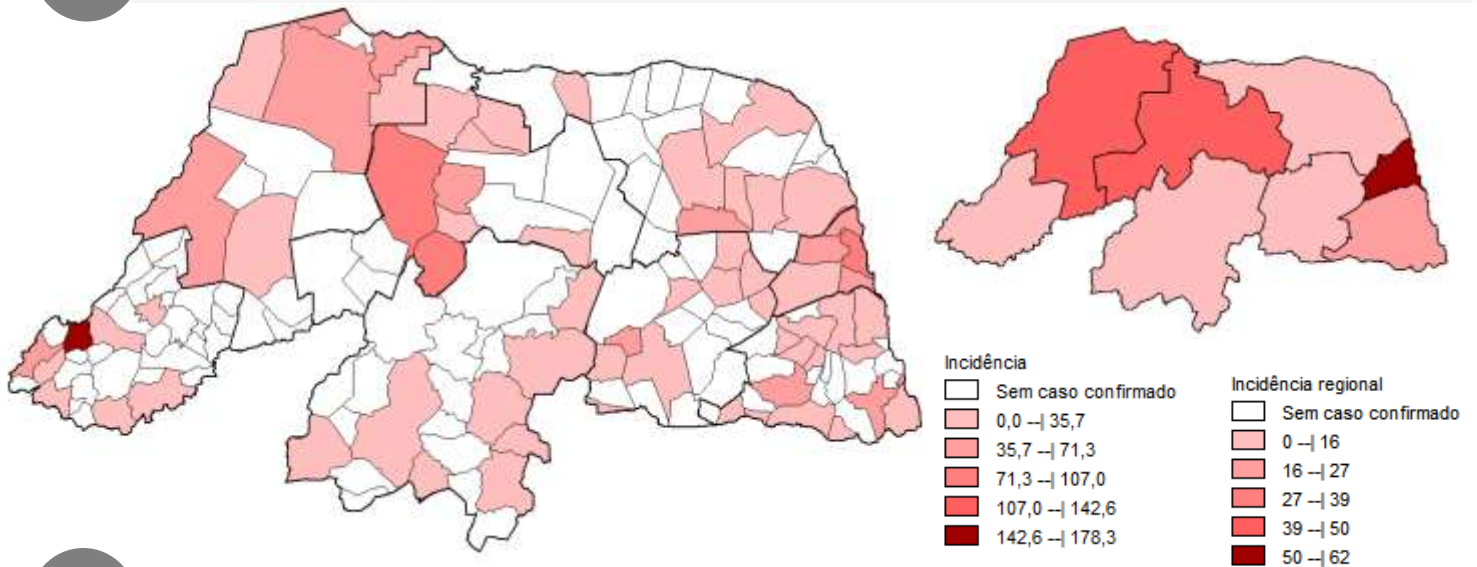 Incidência
Sem caso confirmado
0,0 --| 35,7
35,7 --| 71,3
71,3 --| 107,0
107,0 --| 142,6
142,6 --| 178,3
Incidência regional
Sem caso confirmado
0 --| 16
16 --| 27
27 --| 39
39 --| 50
50 --| 62